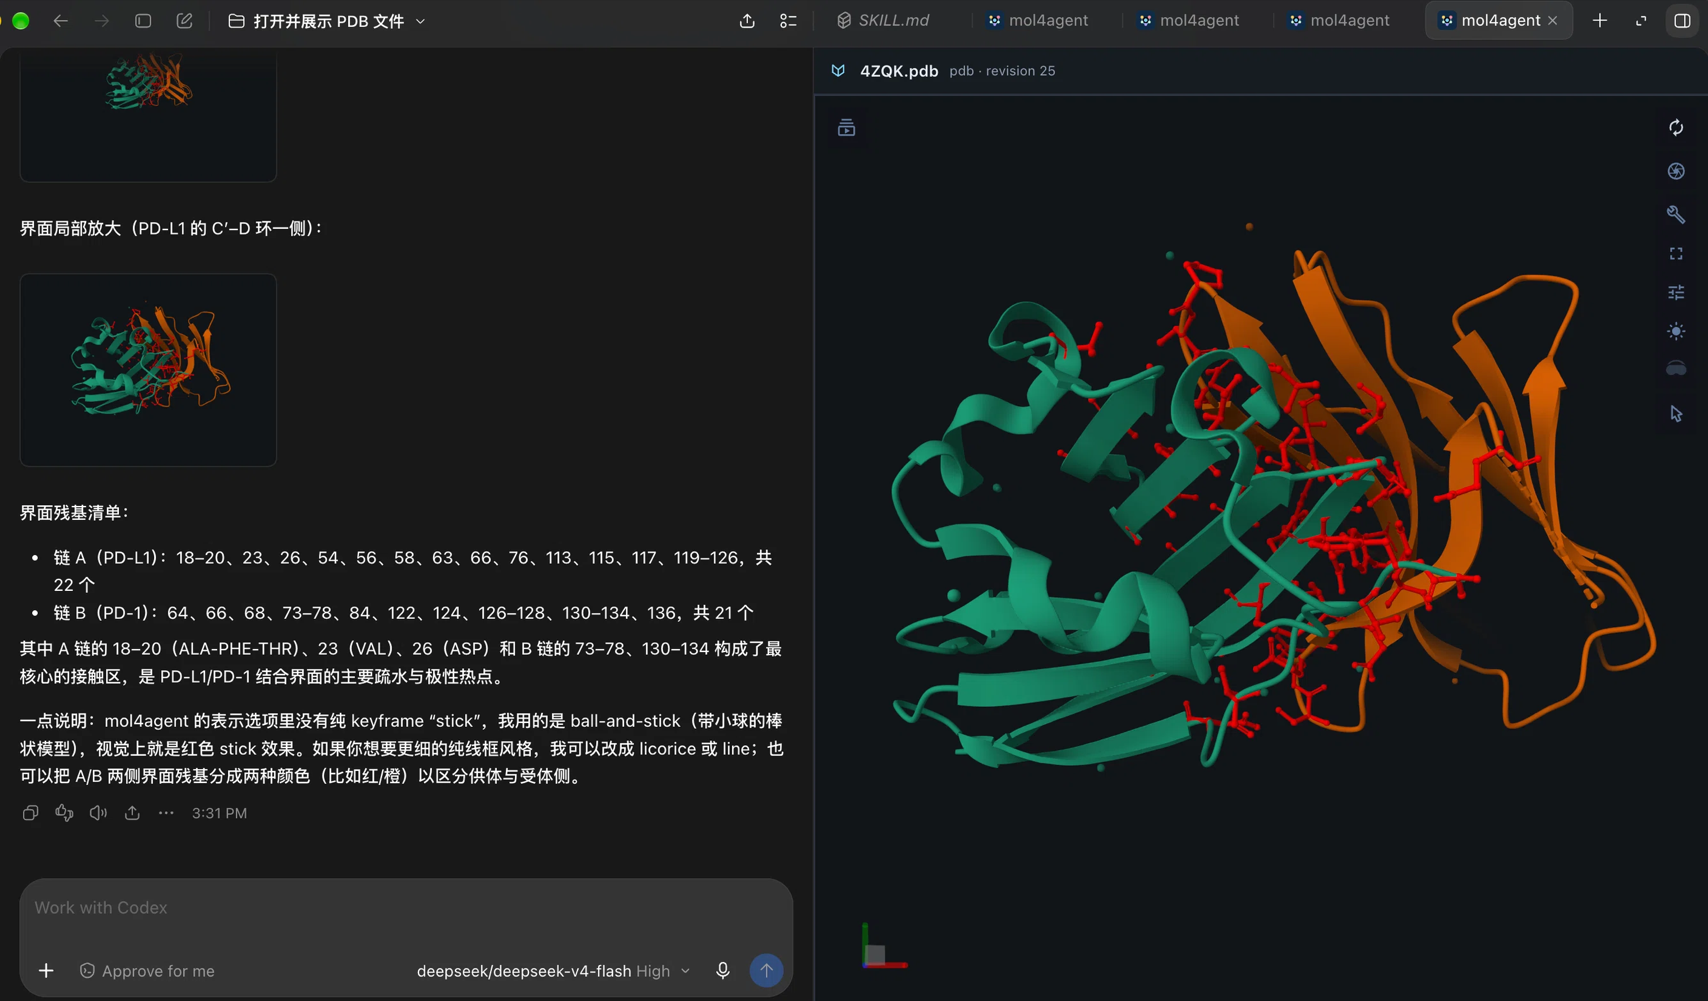 打开并展示 PDB 文件
SKILL.md
mol4agent
mol4agent
mol4agent
mol4agent
4ZQK.pdb pdb · revision 25
界面局部放大（PD-L1 的 C′–D 环一侧）：
界面残基清单：
• 链 A（PD-L1）：18–20、23、26、54、56、58、63、66、76、113、115、117、119–126，共
22 个
• 链 B（PD-1）：64、66、68、73–78、84、122、124、126–128、130–134、136，共 21 个
其中 A 链的 18–20（ALA-PHE-THR）、23（VAL）、26（ASP）和 B 链的 73–78、130–134 构成了最
核心的接触区，是 PD-L1/PD-1 结合界面的主要疏水与极性热点。
一点说明：mol4agent 的表示选项里没有纯 keyframe “stick”，我用的是 ball-and-stick（带小球的棒
状模型），视觉上就是红色 stick 效果。如果你想要更细的纯线框风格，我可以改成 licorice 或 line；也
可以把 A/B 两侧界面残基分成两种颜色（比如红/橙）以区分供体与受体侧。
3:31 PM
Work with Codex
Approve for me
deepseek/deepseek-v4-flash High